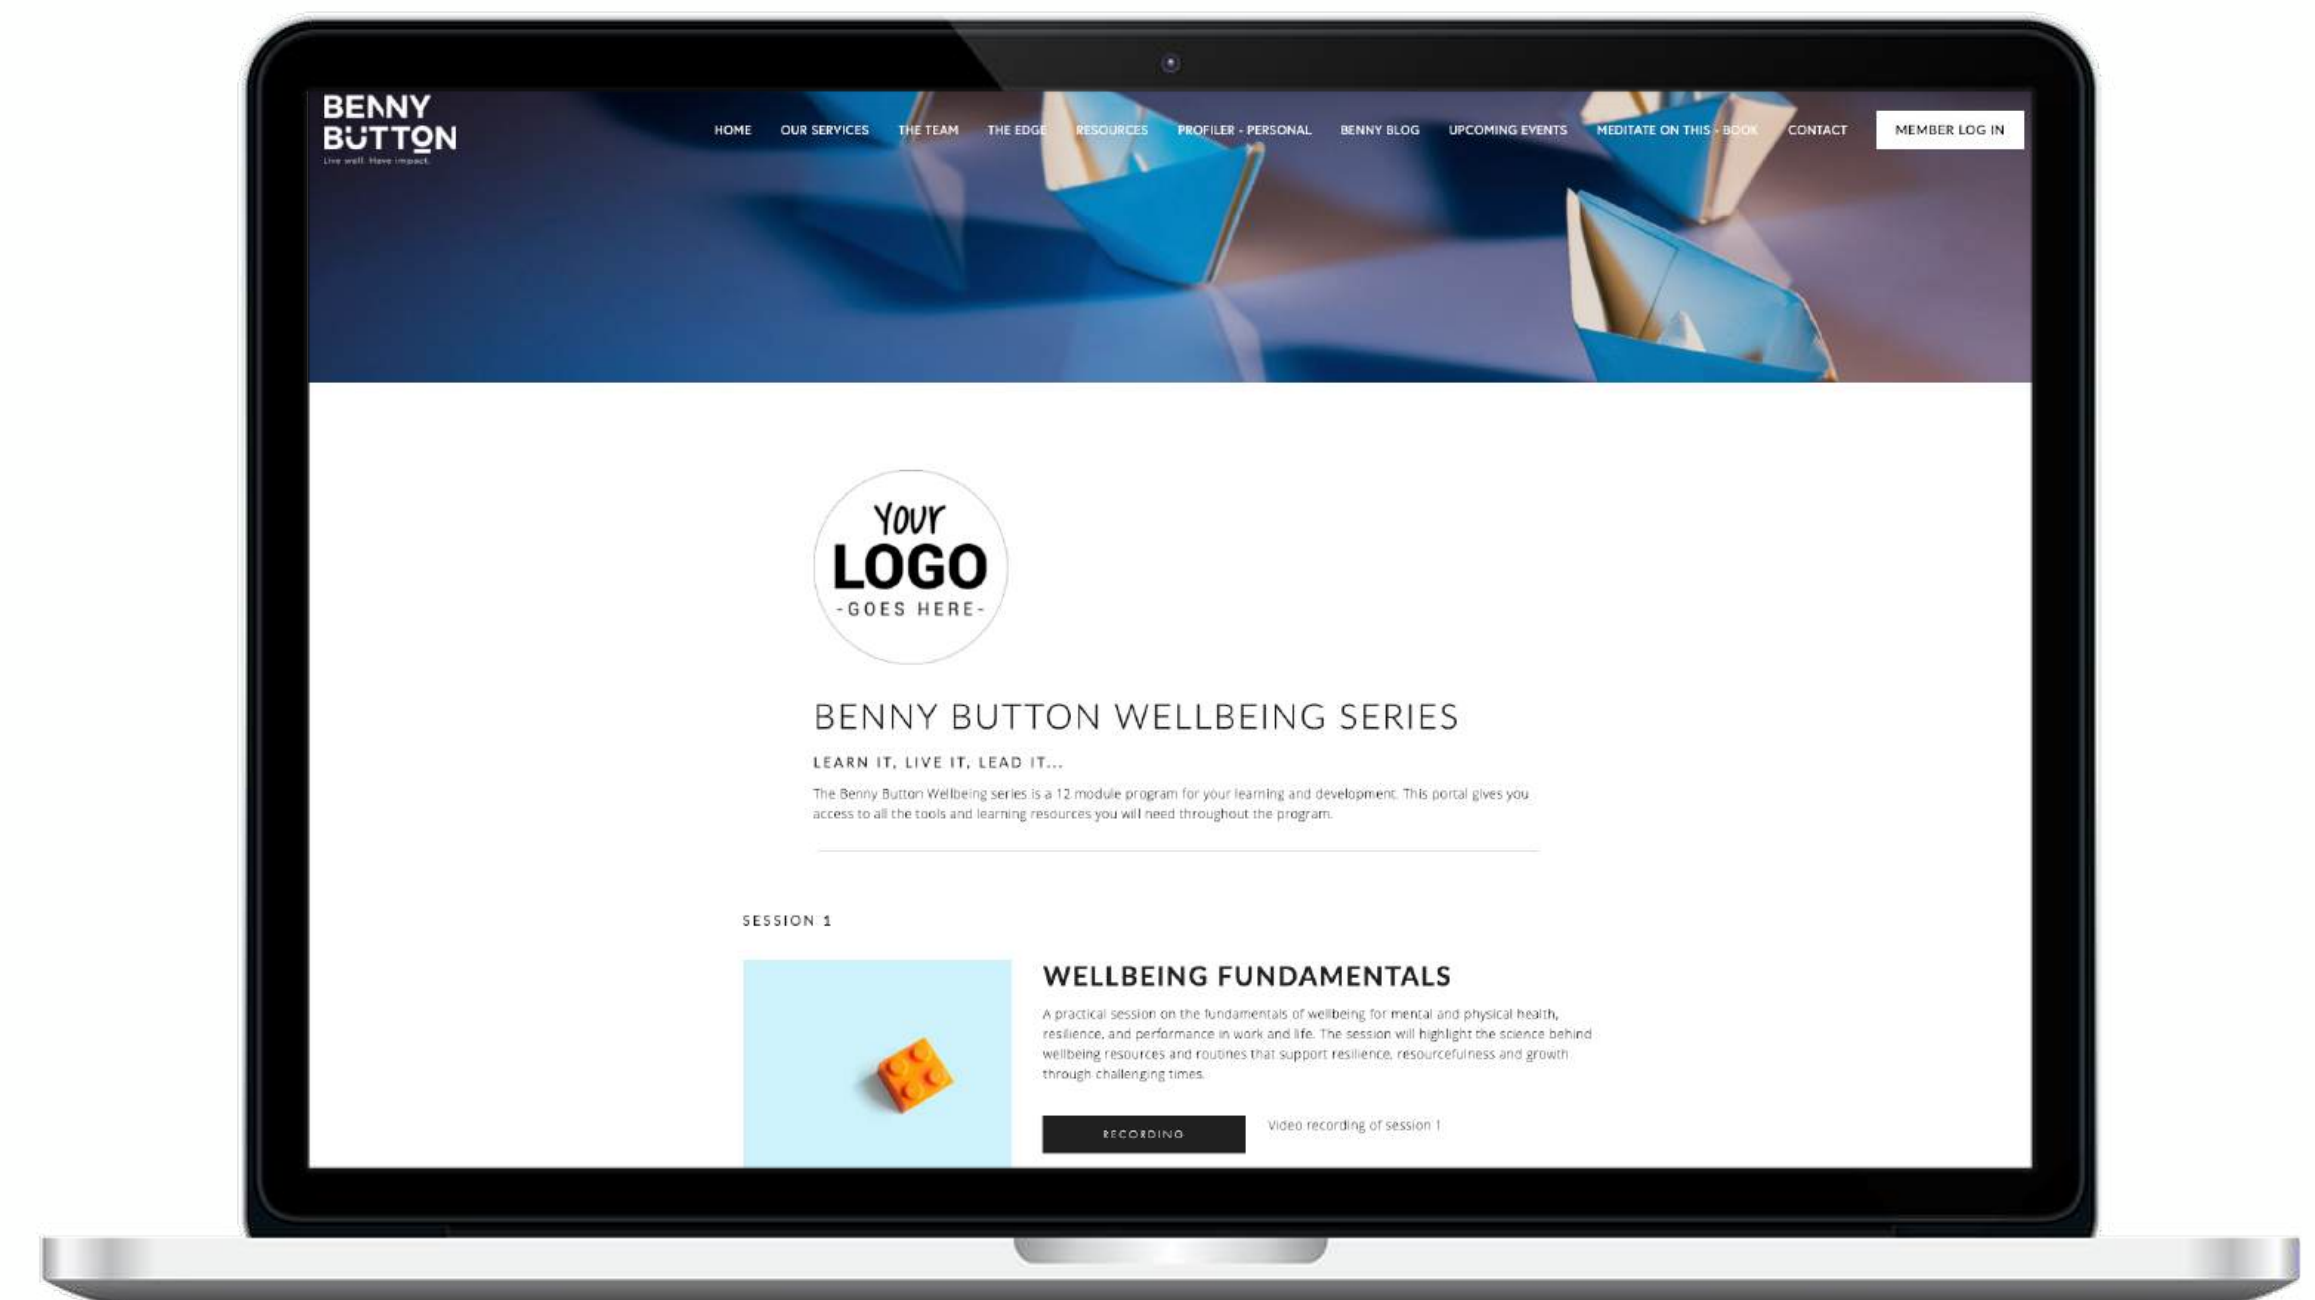 BENNY
BUTTON
Live well. Have impact.
HOME OUR SERVICES THE TEAM THE EDGE RESOURCES PROFILER - PERSONAL BENNY BLOG UPCOMING EVENTS MEDITATE ON THIS - BOOK CONTACT MEMBER LOG IN
Your
LOGO
-GOES HERE-
BENNY BUTTON WELLBEING SERIES
LEARN IT, LIVE IT, LEAD IT...
The Benny Button Wellbeing series is a 12 module program for your learning and development. This portal gives you
access to all the tools and learning resources you will need throughout the program.
SESSION 1
WELLBEING FUNDAMENTALS
A practical session on the fundamentals of wellbeing for mental and physical health,
resilience, and performance in work and life. The session will highlight the science behind
wellbeing resources and routines that support resilience, resourcefulness and growth
through challenging times.
RECORDING Video recording of session 1